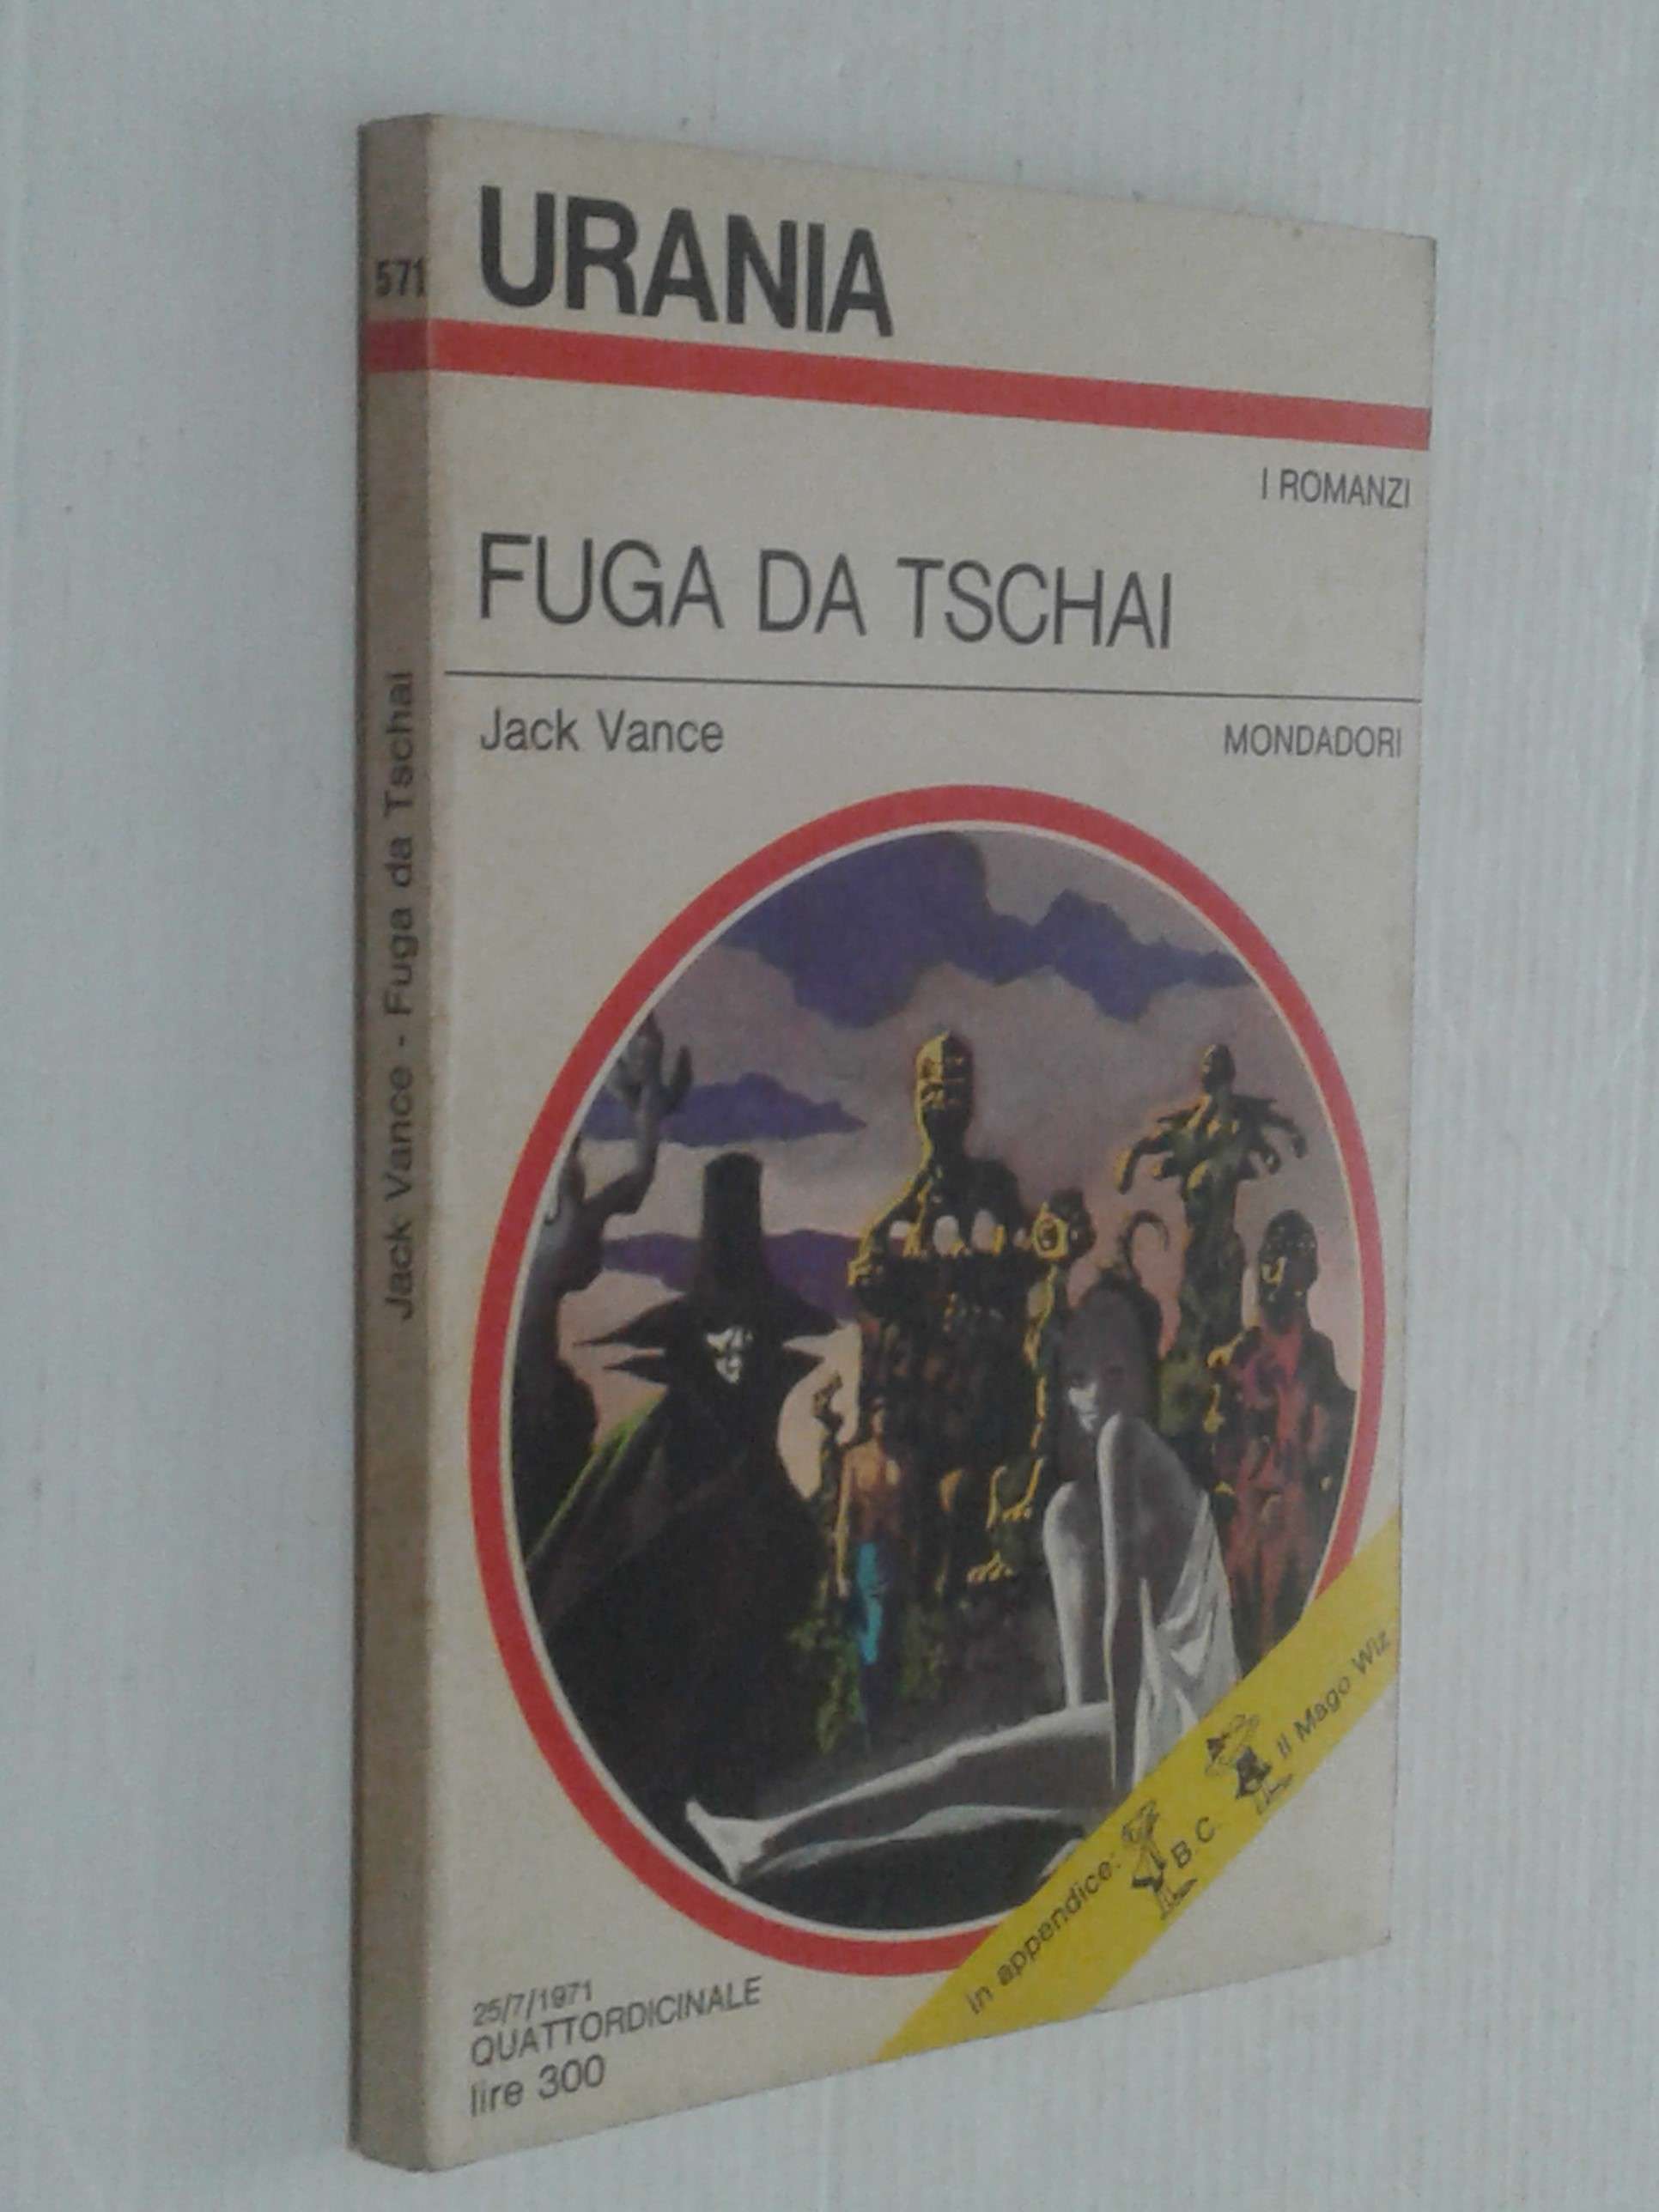 571
Jack Vance - Fuga da Tschai
URANIA
I ROMANZI
FUGA DA TSCHAI
Jack Vance
MONDADORI
in appendice: B.C. Il Mago Wiz
25/7/1971
QUATTORDICINALE
lire 300